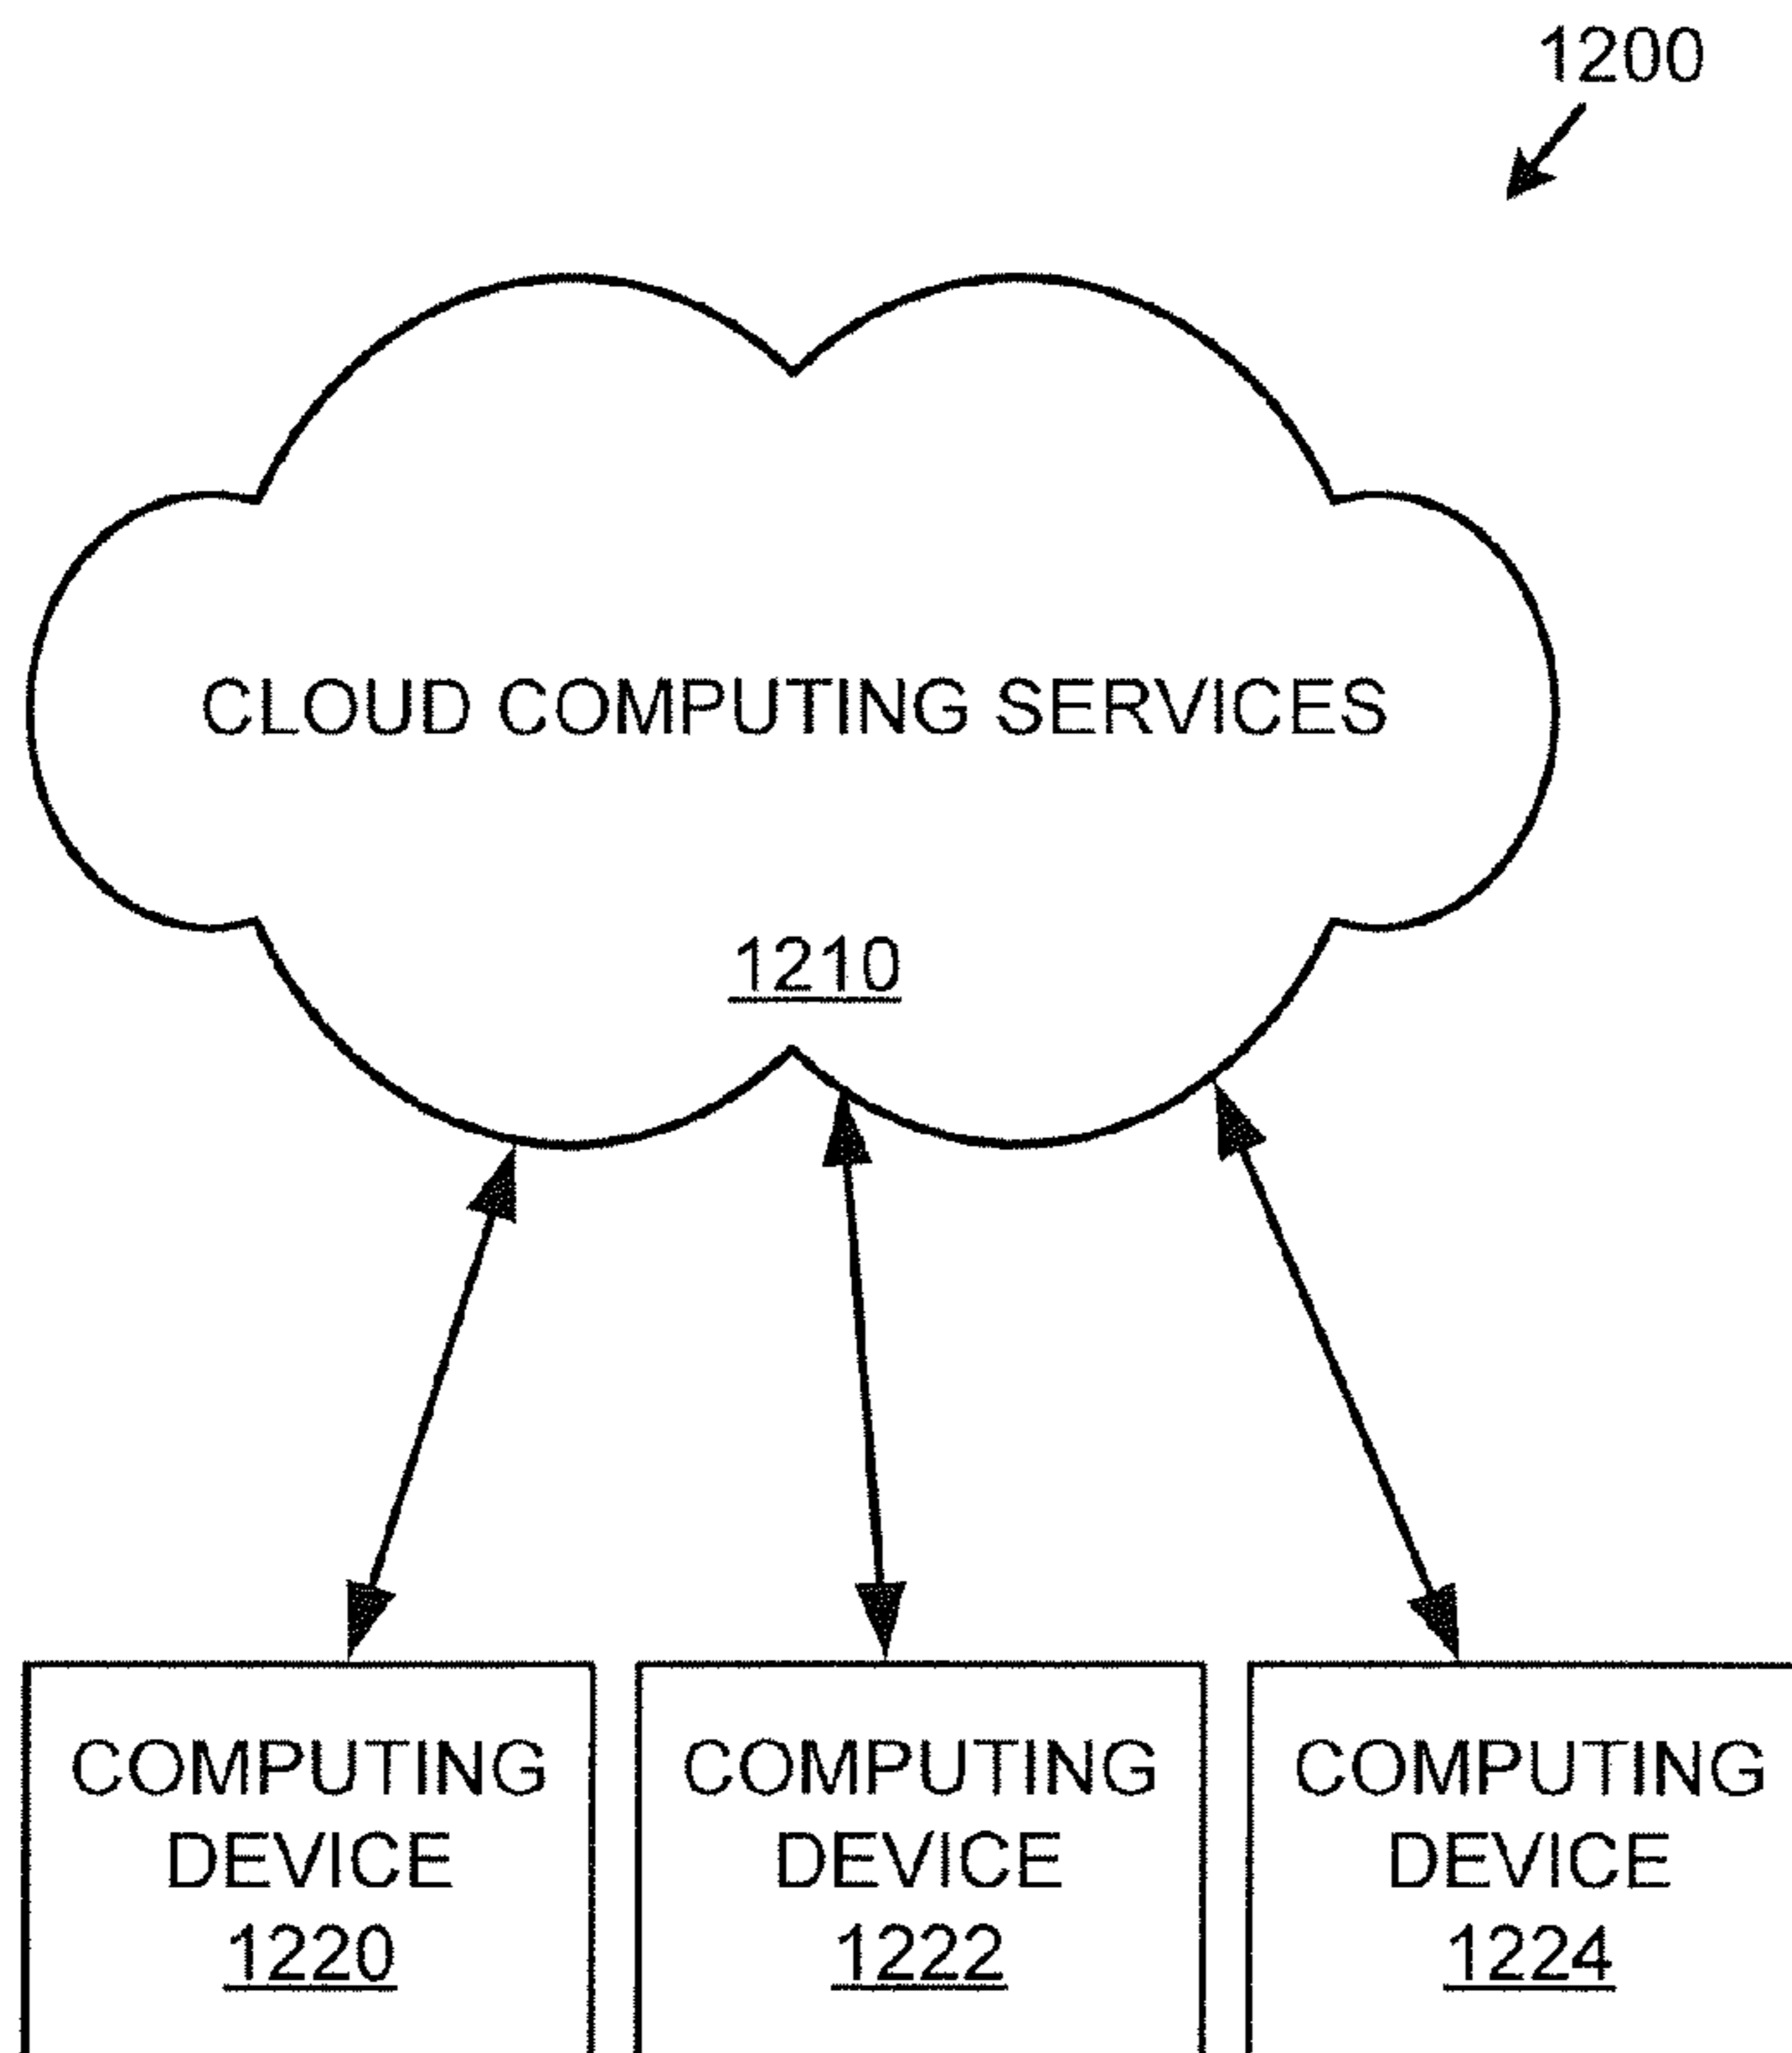 1200
CLOUD COMPUTING SERVICES
1210
COMPUTING
DEVICE
1220
COMPUTING
DEVICE
1222
COMPUTING
DEVICE
1224